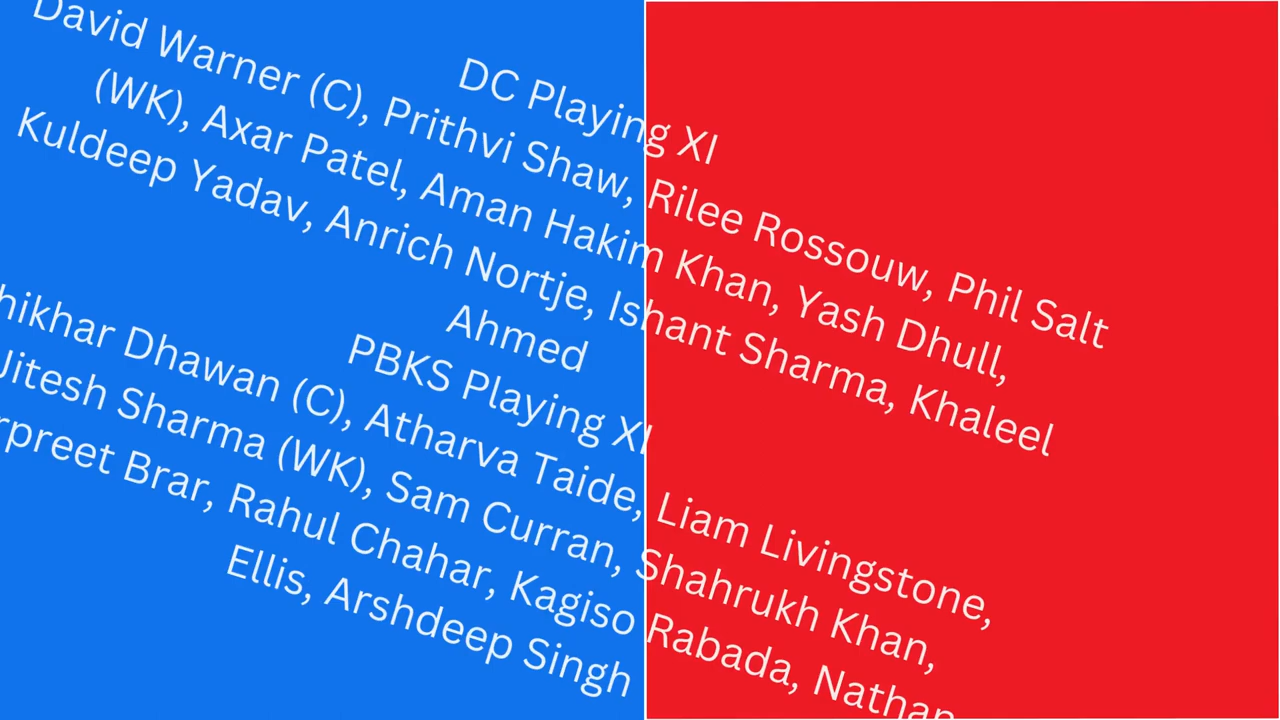 DC Playing XI
David Warner (C), Prithvi Shaw, Rilee Rossouw, Phil Salt
(WK), Axar Patel, Aman Hakim Khan, Yash Dhull,
Kuldeep Yadav, Anrich Nortje, Ishant Sharma, Khaleel
Ahmed
PBKS Playing XI
hikhar Dhawan (C), Atharva Taide, Liam Livingstone,
Jitesh Sharma (WK), Sam Curran, Shahrukh Khan,
rpreet Brar, Rahul Chahar, Kagiso Rabada, Nathan
Ellis, Arshdeep Singh